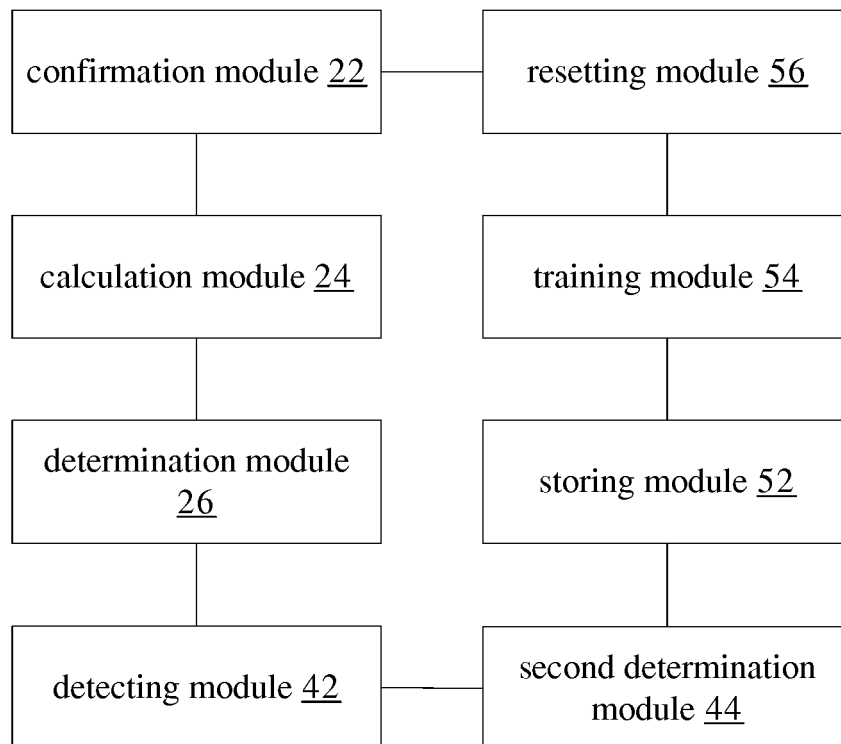 confirmation module 22
resetting module 56
calculation module 24
training module 54
determination module
26
storing module 52
detecting module 42
second determination
module 44